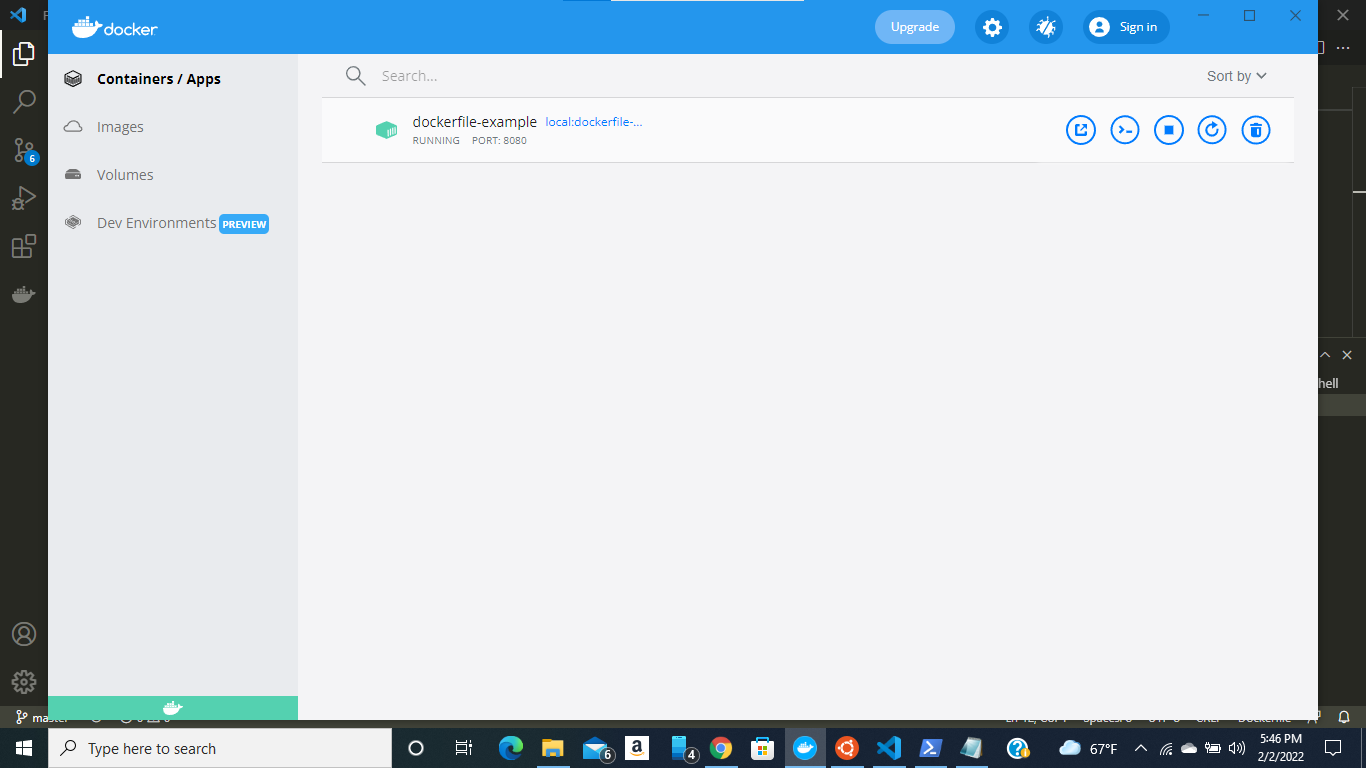 docker
Upgrade
Sign in
Containers / Apps
Images
Volumes
Dev Environments PREVIEW
Search...
Sort by
dockerfile-example local:dockerfile-...
RUNNING PORT: 8080
6
hell
Type here to search
6
4
67°F
5:46 PM
2/2/2022